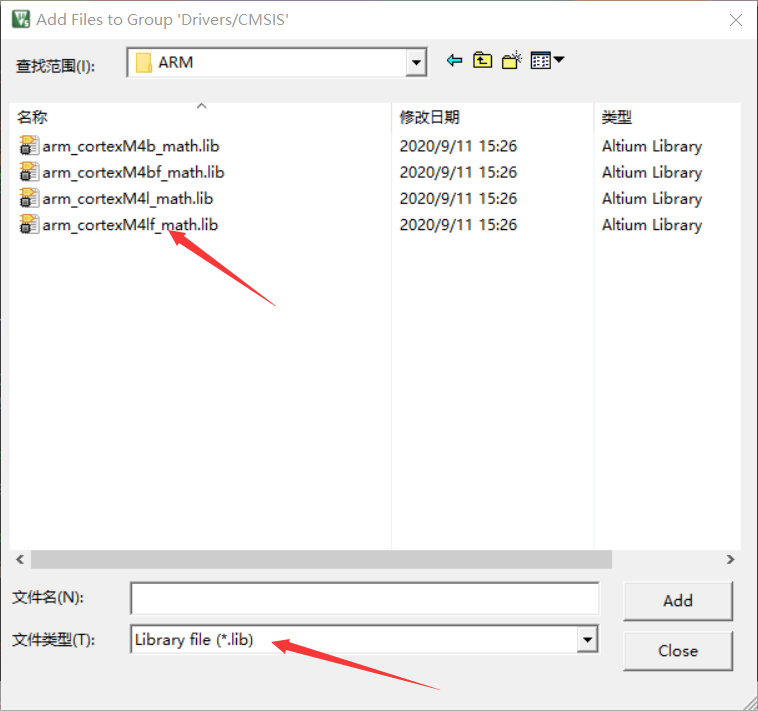 Add Files to Group 'Drivers/CMSIS'
查找范围(I): ARM
名称 修改日期 类型
arm_cortexM4b_math.lib 2020/9/11 15:26 Altium Library
arm_cortexM4bf_math.lib 2020/9/11 15:26 Altium Library
arm_cortexM4l_math.lib 2020/9/11 15:26 Altium Library
arm_cortexM4lf_math.lib 2020/9/11 15:26 Altium Library
文件名(N): Add
文件类型(T): Library file (*.lib) Close